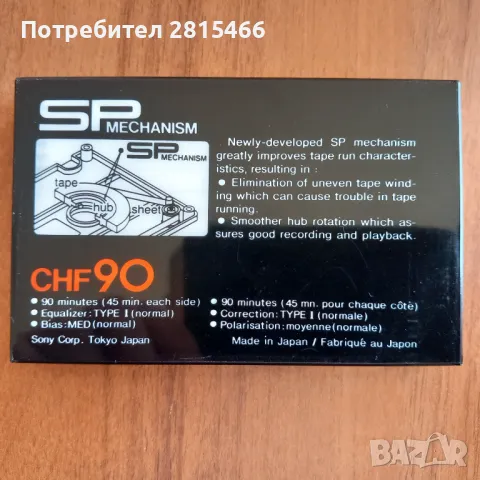 Потребител 2815466
SP MECHANISM
SP MECHANISM
tape
hub
sheet
Newly-developed SP mechanism
greatly improves tape run character-
istics, resulting in :
● Elimination of uneven tape wind-
ing which can cause trouble in tape
running.
● Smoother hub rotation which as-
sures good recording and playback.
CHF 90
● 90 minutes (45 min. each side)
● Equalizer: TYPE I (normal)
● Bias: MED (normal)
Sony Corp. Tokyo Japan
● 90 minutes (45 min. pour chaque côté)
● Correction: TYPE I (normale)
● Polarisation: moyenne (normale)
Made in Japan / Fabriqué au Japon
BAZAR